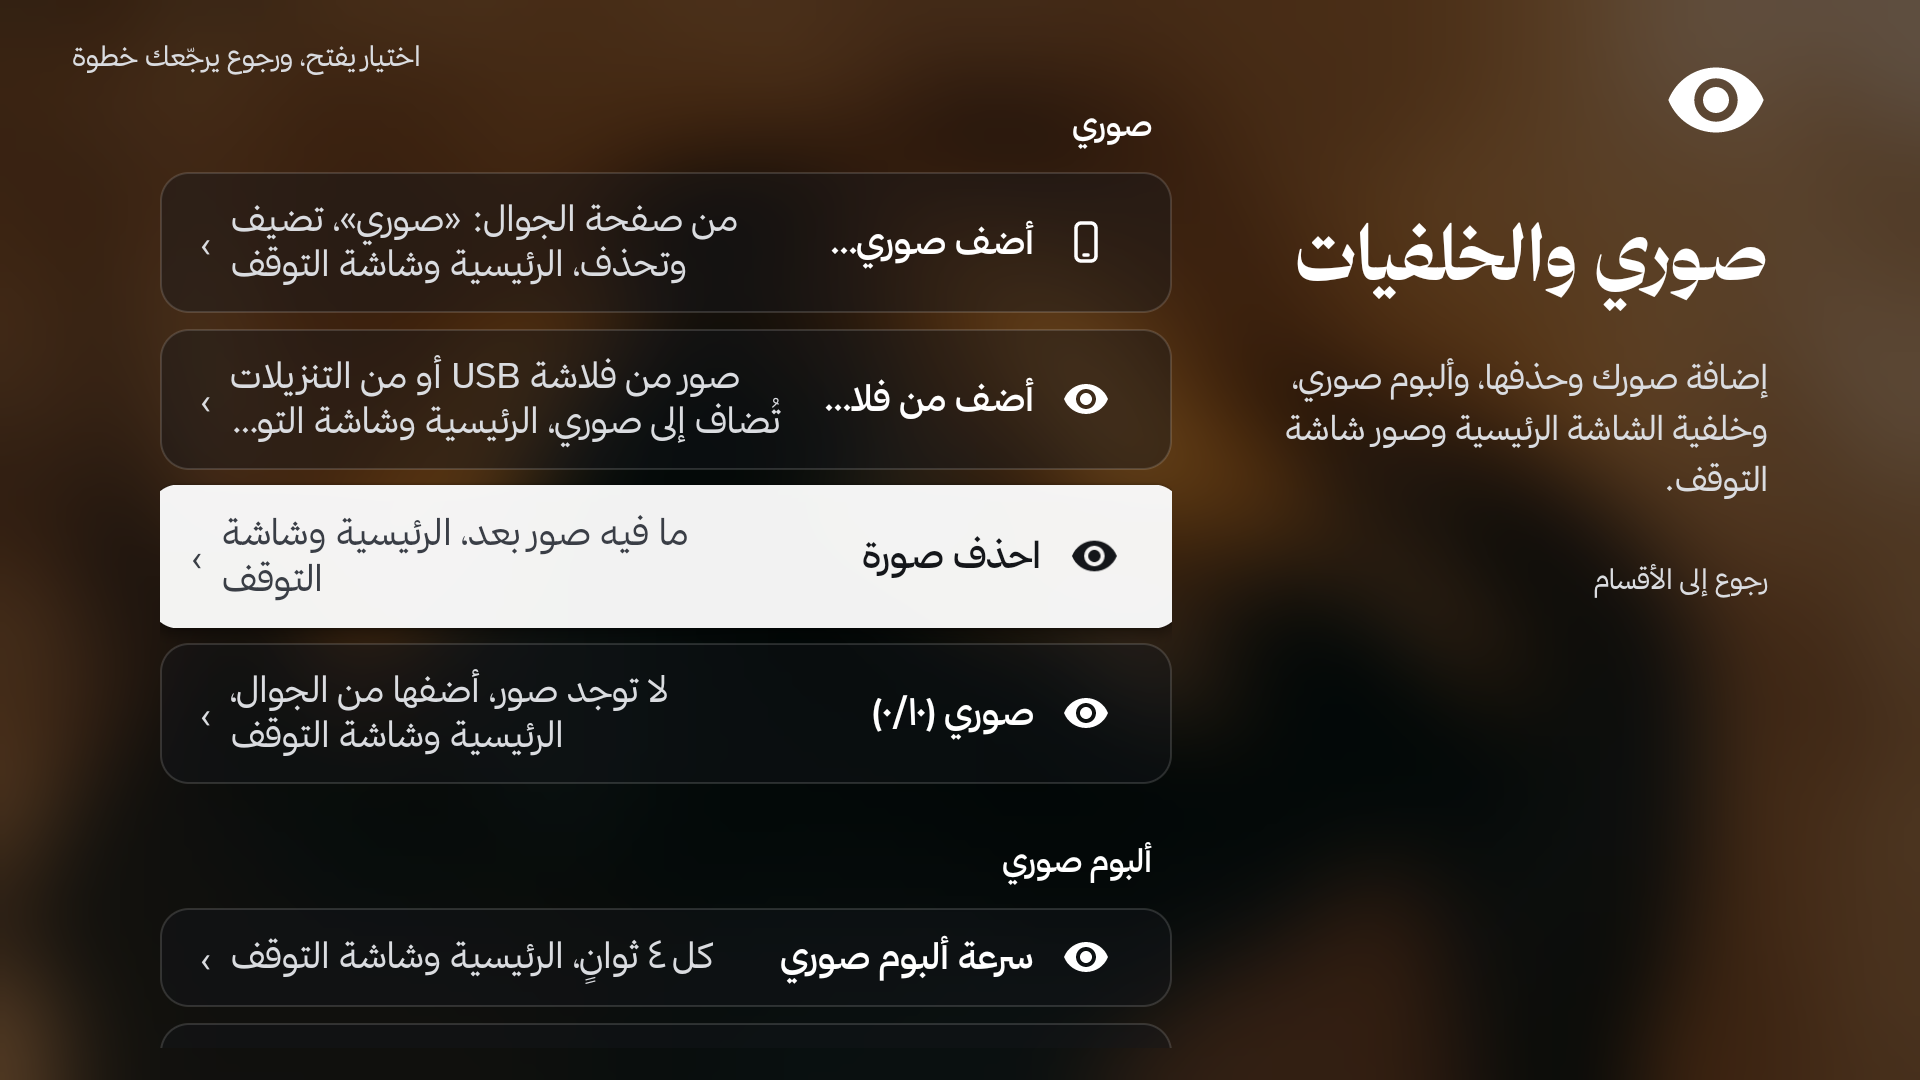 اختيار يفتح، ورجوع يرجّعك خطوة
صوري والخلفيات
إضافة صورك وحذفها، وألبوم صوري،
وخلفية الشاشة الرئيسية وصور شاشة
التوقف.
رجوع إلى الأقسام
صوري
أضف صوري...
من صفحة الجوال: «صوري»، تضيف
وتحذف، الرئيسية وشاشة التوقف
أضف من فلا...
صور من فلاشة USB أو من التنزيلات
تُضاف إلى صوري، الرئيسية وشاشة التو...
احذف صورة
ما فيه صور بعد، الرئيسية وشاشة
التوقف
صوري (٠/١٠)
لا توجد صور، أضفها من الجوال،
الرئيسية وشاشة التوقف
ألبوم صوري
سرعة ألبوم صوري
كل ٤ ثوانٍ، الرئيسية وشاشة التوقف